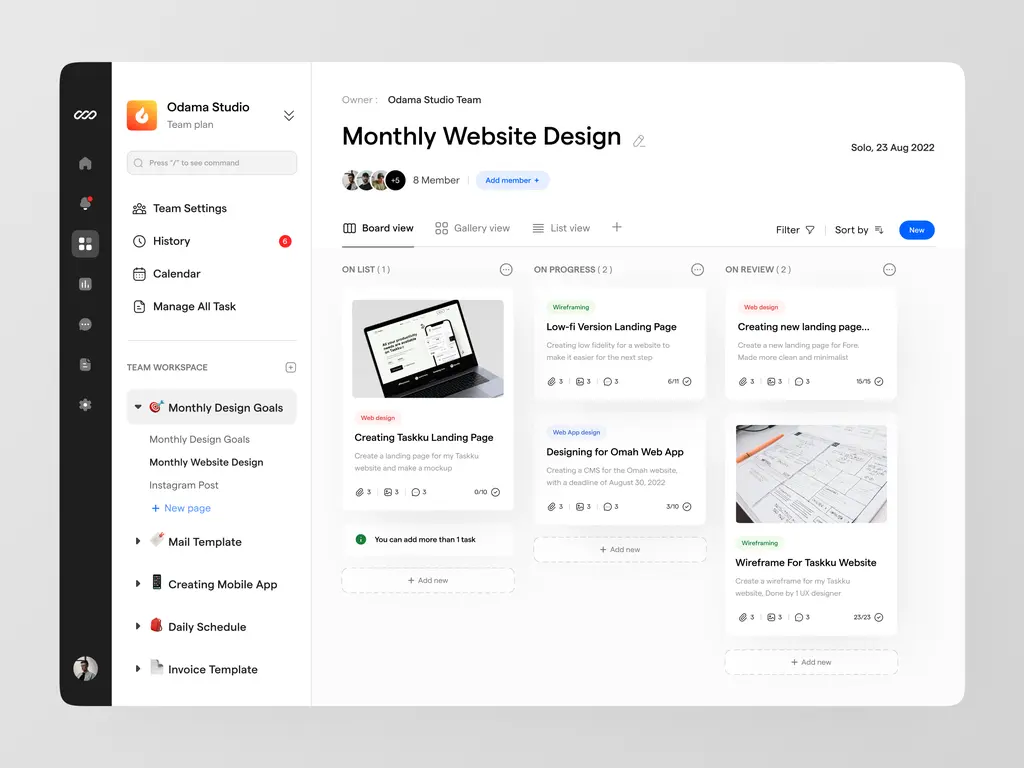 Odama Studio
Team plan
Press "/" to see command
Team Settings
History
6
Calendar
Manage All Task
TEAM WORKSPACE
Monthly Design Goals
Monthly Design Goals
Monthly Website Design
Instagram Post
+ New page
Mail Template
Creating Mobile App
Daily Schedule
Invoice Template
Owner : Odama Studio Team
Monthly Website Design
Solo, 23 Aug 2022
+5
8 Member
Add member +
Board view
Gallery view
List view
+
Filter
Sort by
New
ON LIST ( 1 )
All your productivity
needs are available
on Taskku
Web design
Creating Taskku Landing Page
Create a landing page for my Taskku
website and make a mockup
3 3 3 0/10
You can add more than 1 task
+ Add new
ON PROGRESS ( 2 )
Wireframing
Low-fi Version Landing Page
Creating low fidelity for a website to
make it easier for the next step
3 3 3 6/11
Web App design
Designing for Omah Web App
Creating a CMS for the Omah website,
with a deadline of August 30, 2022
3 3 3 3/10
+ Add new
ON REVIEW ( 2 )
Web design
Creating new landing page...
Create a new landing page for Fore.
Made more clean and minimalist
3 3 3 15/15
Wireframing
Wireframe For Taskku Website
Create a wireframe for my Taskku
website, Done by 1 UX designer
3 3 3 23/23
+ Add new